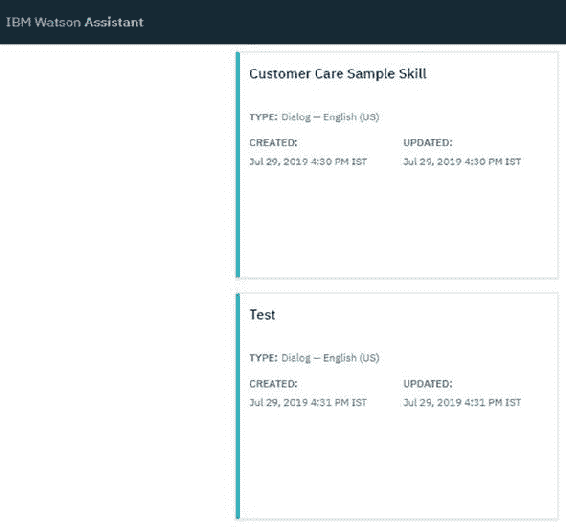 IBM Watson Assistant
Customer Care Sample Skill
TYPE: Dialog — English (US)
CREATED: UPDATED:
Jul 29, 2019 4:30 PM IST Jul 29, 2019 4:30 PM IST
Test
TYPE: Dialog — English (US)
CREATED: UPDATED:
Jul 29, 2019 4:31 PM IST Jul 29, 2019 4:31 PM IST